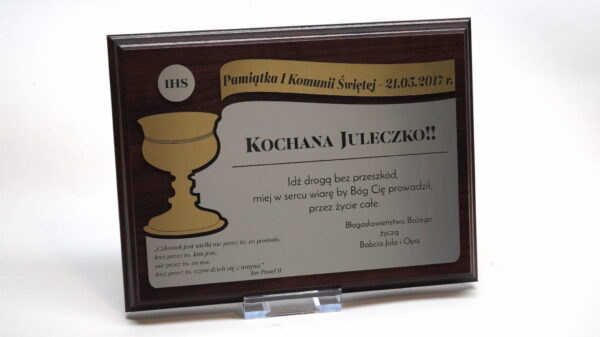 IHS
Pamiątka I Komunii Świętej - 21.05.2017 r.
Kochana Juleczko!!
Idź drogą bez przeszkód,
miej w sercu wiarę by Bóg Cię prowadził,
przez życie całe.
Błogosławieństwa Bożego
życzą
Babcia Jola i Opa
„Człowiek jest wielki nie przez to, co posiada,
lecz przez to, kim jest;
nie przez to, co ma,
lecz przez to, czym dzieli się z innymi."
Jan Paweł II